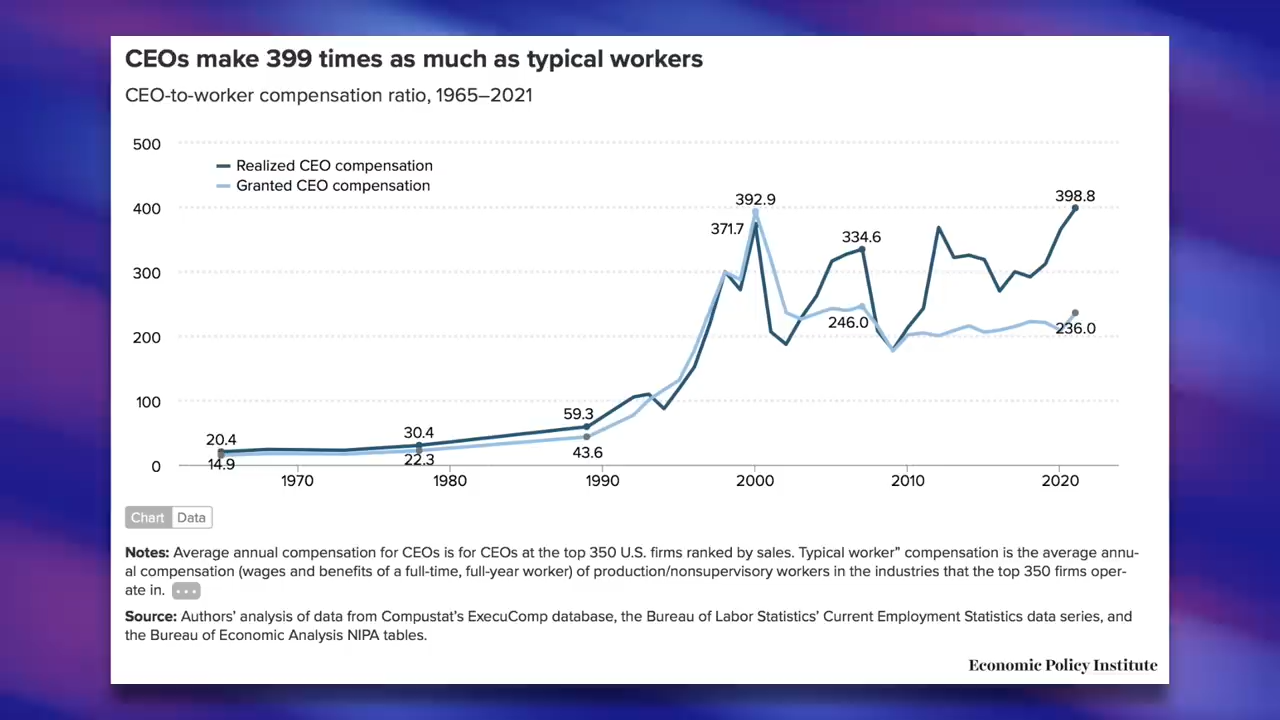 CEOs make 399 times as much as typical workers
CEO-to-worker compensation ratio, 1965–2021
500
Realized CEO compensation
Granted CEO compensation
392.9
398.8
400
371.7
334.6
300
246.0
236.0
200
100
59.3
20.4
30.4
43.6
14.9
22.3
0
1970
1980
1990
2000
2010
2020
Chart Data
Notes: Average annual compensation for CEOs is for CEOs at the top 350 U.S. firms ranked by sales. Typical worker” compensation is the average annu-
al compensation (wages and benefits of a full-time, full-year worker) of production/nonsupervisory workers in the industries that the top 350 firms oper-
ate in.
Source: Authors’ analysis of data from Compustat’s ExecuComp database, the Bureau of Labor Statistics’ Current Employment Statistics data series, and
the Bureau of Economic Analysis NIPA tables.
Economic Policy Institute